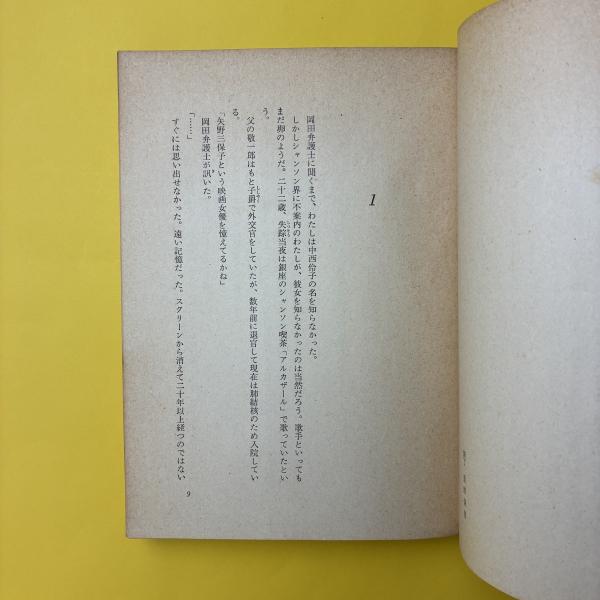 1
岡田弁護士に聞くまで、わたしは中西伶子の名を知らなかった。
しかしシャンソン界に不案内のわたしが、彼女を知らなかったのは当然だろう。歌手といっても
まだ卵のようだ。二十二歳、失踪当夜は銀座のシャンソン喫茶「アルカザール」で歌っていたとい
う。
父の敬一郎はもと子爵で外交官をしていたが、数年前に退官して現在は肺結核のため入院してい
る。
「矢野三保子という映画女優を憶えてるかね」
岡田弁護士が訊いた。
「……」
すぐには思い出せなかった。遠い記憶だった。スクリーンから消えて二十年以上経つのではない
9